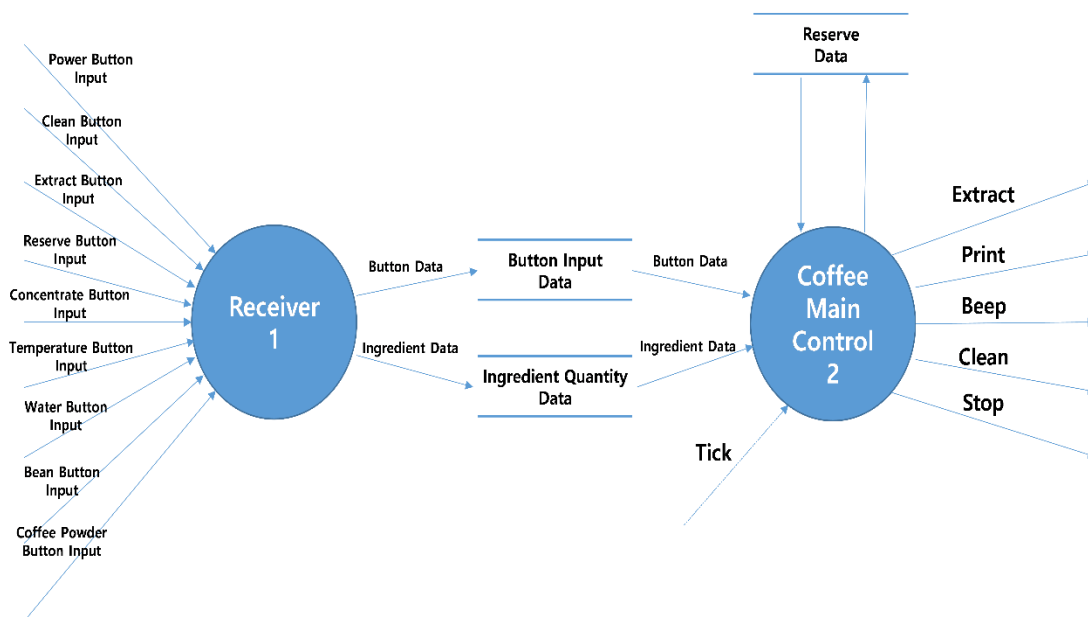 Power Button
Input
Clean Button
Input
Extract Button
Input
Reserve Button
Input
Concentrate Button
Input
Temperature Button
Input
Water Button
Input
Bean Button
Input
Coffee Powder
Button Input
Receiver
1
Button Data
Ingredient Data
Button Input
Data
Ingredient Quantity
Data
Button Data
Ingredient Data
Reserve
Data
Coffee
Main
Control
2
Tick
Extract
Print
Beep
Clean
Stop